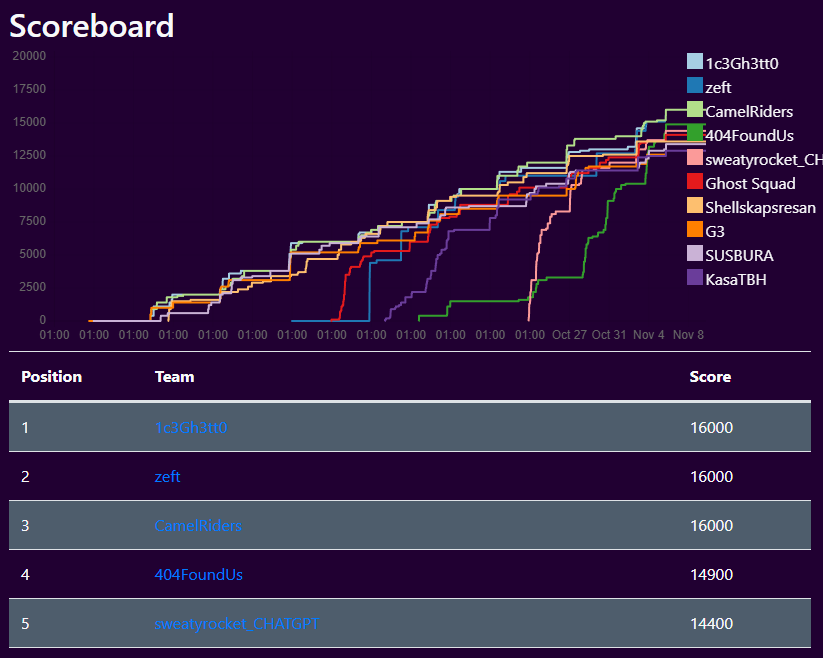 Scoreboard
20000
17500
15000
12500
10000
7500
5000
2500
0
01:00 01:00 01:00 01:00 01:00 01:00 01:00 01:00 01:00 01:00 01:00 01:00 01:00 Oct 27 Oct 31 Nov 4 Nov 8
1c3Gh3tt0
zeft
CamelRiders
404FoundUs
sweatyrocket_CH
Ghost Squad
Shellskapsresan
G3
SUSBURA
KasaTBH
Position Team Score
1 1c3Gh3tt0 16000
2 zeft 16000
3 CamelRiders 16000
4 404FoundUs 14900
5 sweatyrocket_CHATGPT 14400